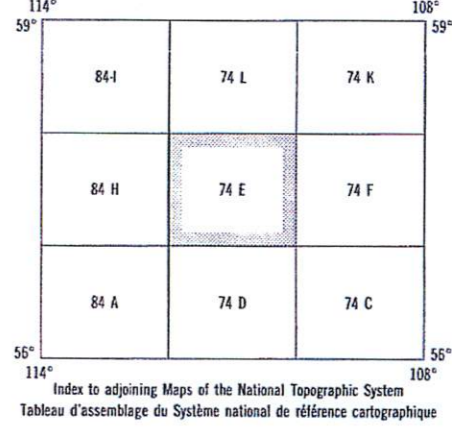 114° 108°
59° 59°
84-I 74 L 74 K
84 H 74 E 74 F
84 A 74 D 74 C
56° 56°
114° 108°
Index to adjoining Maps of the National Topographic System
Tableau d'assemblage du Système national de référence cartographique